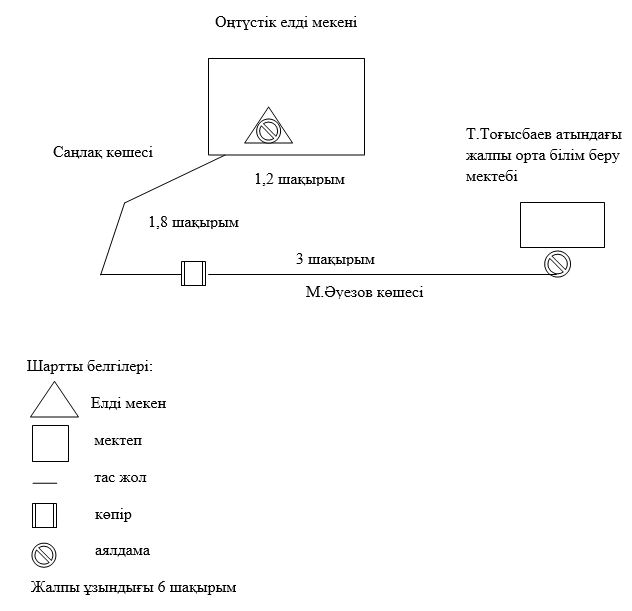 Оңтүстік елді мекені
Т.Тоғысбаев атындағы
жалпы орта білім беру
мектебі
Саңлақ көшесі
1,2 шақырым
1,8 шақырым
3 шақырым
М.Әуезов көшесі
Шартты белгілері:
Елді мекен
мектеп
тас жол
көпір
аялдама
Жалпы ұзындығы 6 шақырым